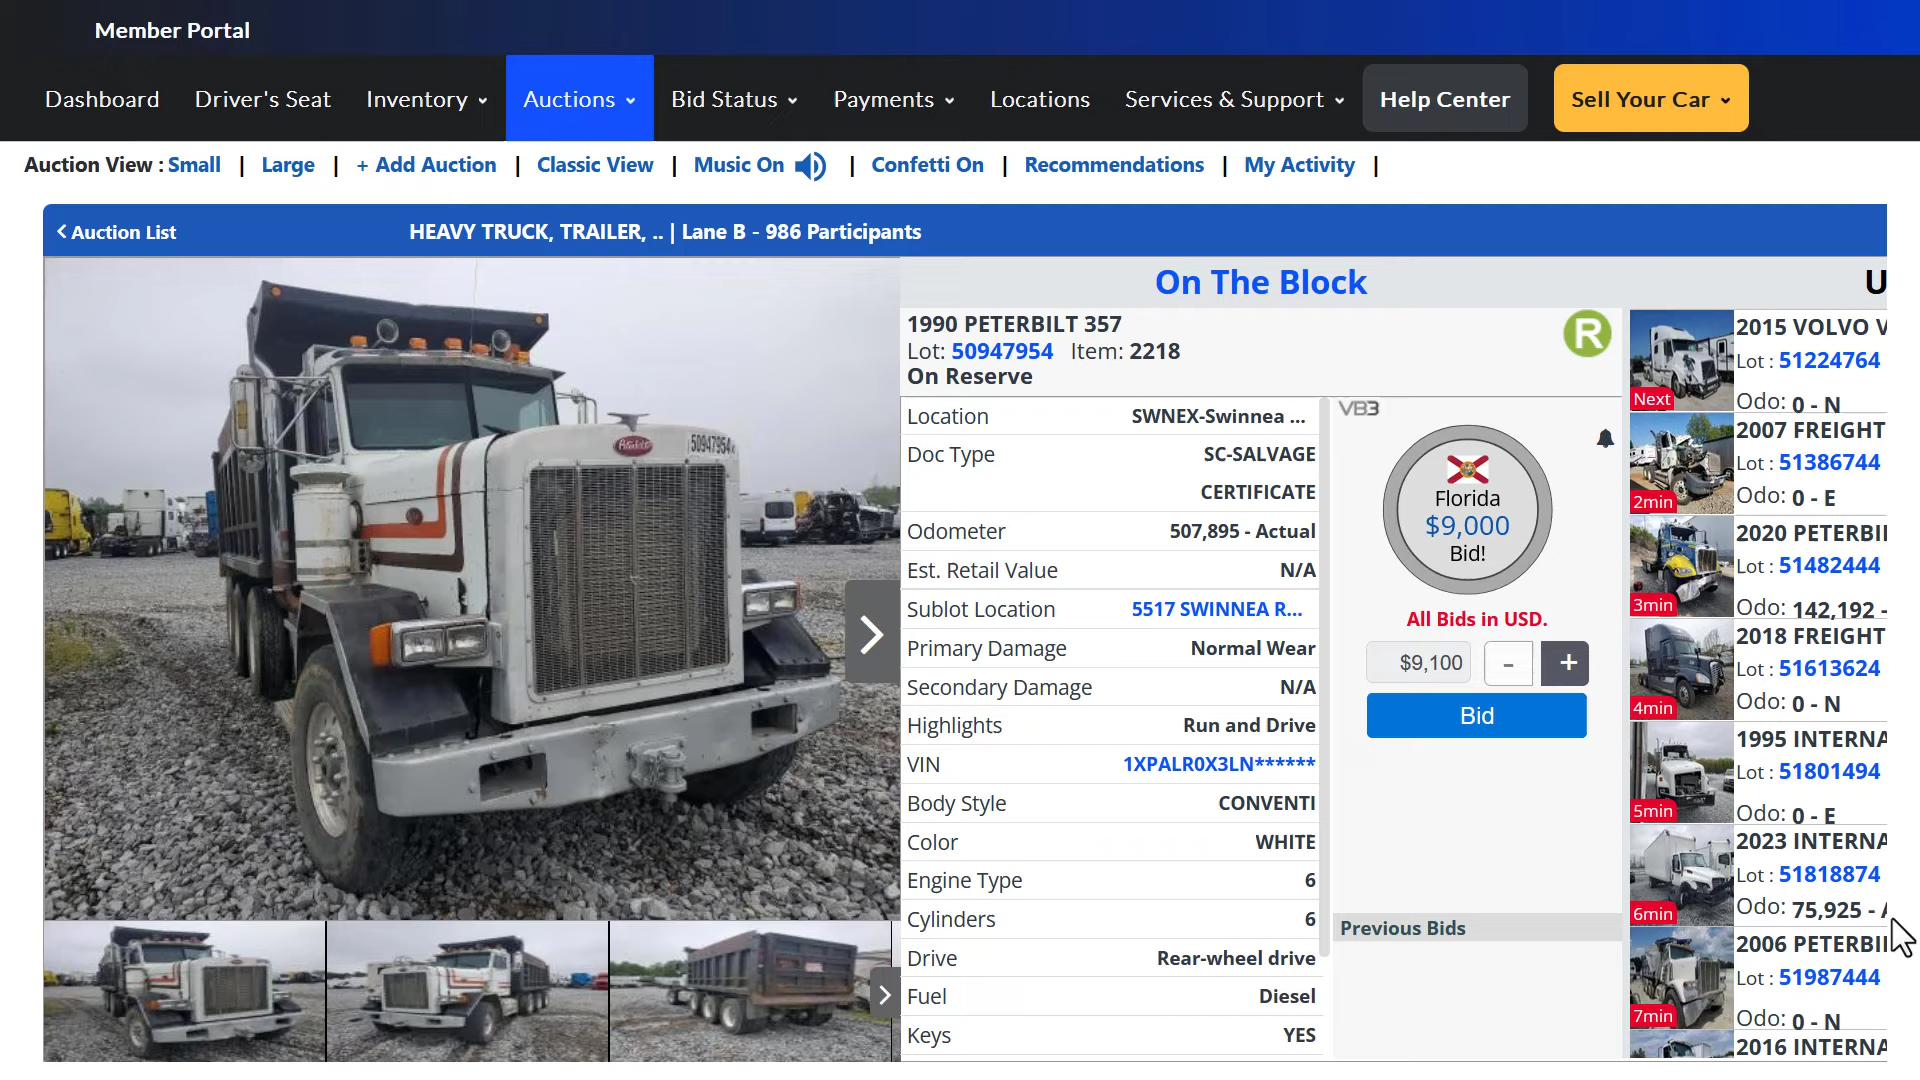 Member Portal
Dashboard Driver's Seat Inventory Auctions Bid Status Payments Locations Services & Support Help Center Sell Your Car
Auction View : Small | Large | + Add Auction | Classic View | Music On | Confetti On | Recommendations | My Activity |
Auction List
HEAVY TRUCK, TRAILER, .. | Lane B - 986 Participants
Peterbilt
50947954
On The Block
U
1990 PETERBILT 357
Lot: 50947954 Item: 2218
On Reserve
R
Location SWNEX-Swinnea ...
Doc Type SC-SALVAGE
CERTIFICATE
Odometer 507,895 - Actual
Est. Retail Value N/A
Sublot Location 5517 SWINNEA R...
Primary Damage Normal Wear
Secondary Damage N/A
Highlights Run and Drive
VIN 1XPALR0X3LN******
Body Style CONVENTI
Color WHITE
Engine Type 6
Cylinders 6
Drive Rear-wheel drive
Fuel Diesel
Keys YES
VB3
Florida
$9,000
Bid!
All Bids in USD.
$9,100 - +
Bid
Previous Bids
2015 VOLVO V
Lot : 51224764
Next
Odo: 0 - N
2007 FREIGHT
Lot : 51386744
2min
Odo: 0 - E
2020 PETERBI
Lot : 51482444
3min
Odo: 142,192 -
2018 FREIGHT
Lot : 51613624
4min
Odo: 0 - N
1995 INTERNA
Lot : 51801494
5min
Odo: 0 - E
2023 INTERNA
Lot : 51818874
6min
Odo: 75,925 - A
2006 PETERBI
Lot : 51987444
7min
Odo: 0 - N
2016 INTERNA